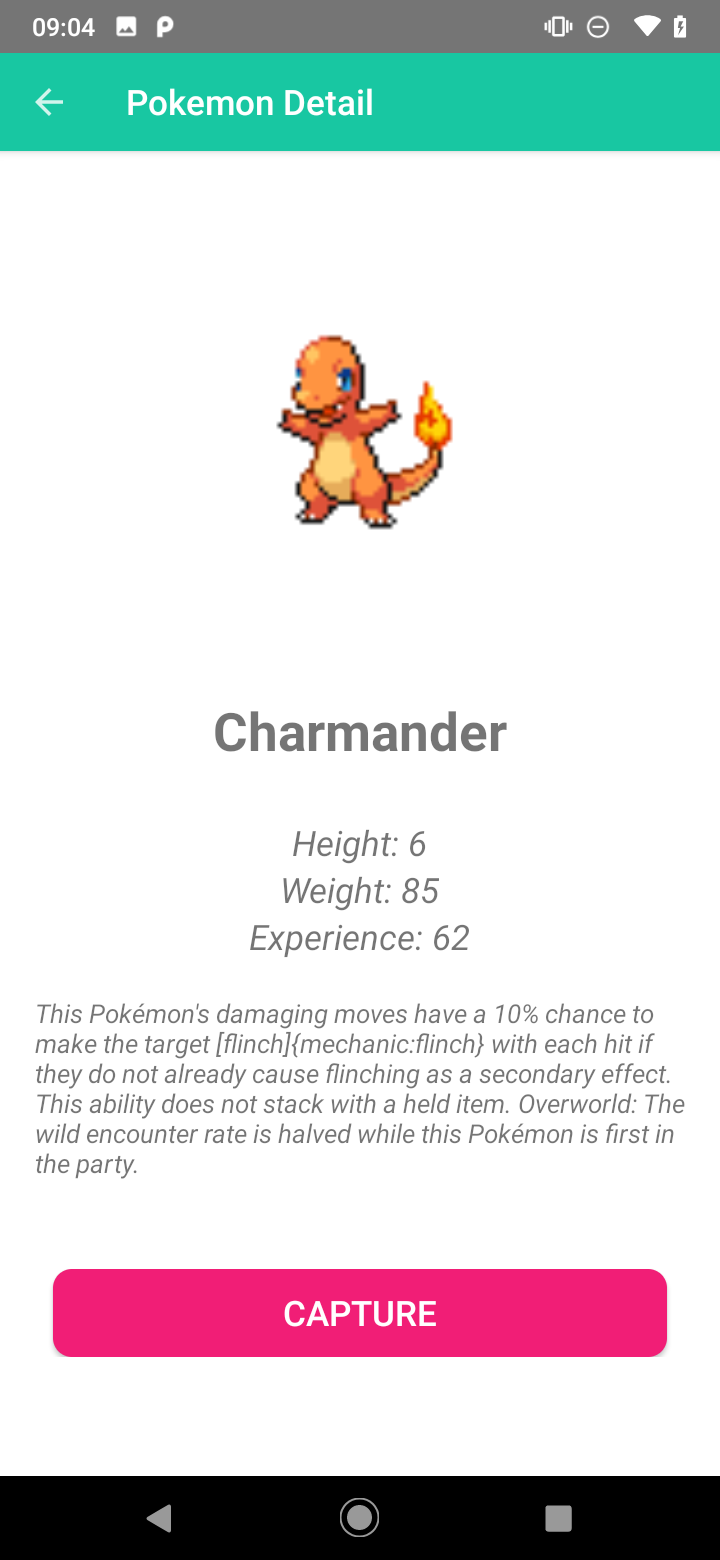 09:04
Pokemon Detail
Charmander
Height: 6
Weight: 85
Experience: 62
This Pokémon's damaging moves have a 10% chance to
make the target [flinch]{mechanic:flinch} with each hit if
they do not already cause flinching as a secondary effect.
This ability does not stack with a held item. Overworld: The
wild encounter rate is halved while this Pokémon is first in
the party.
CAPTURE